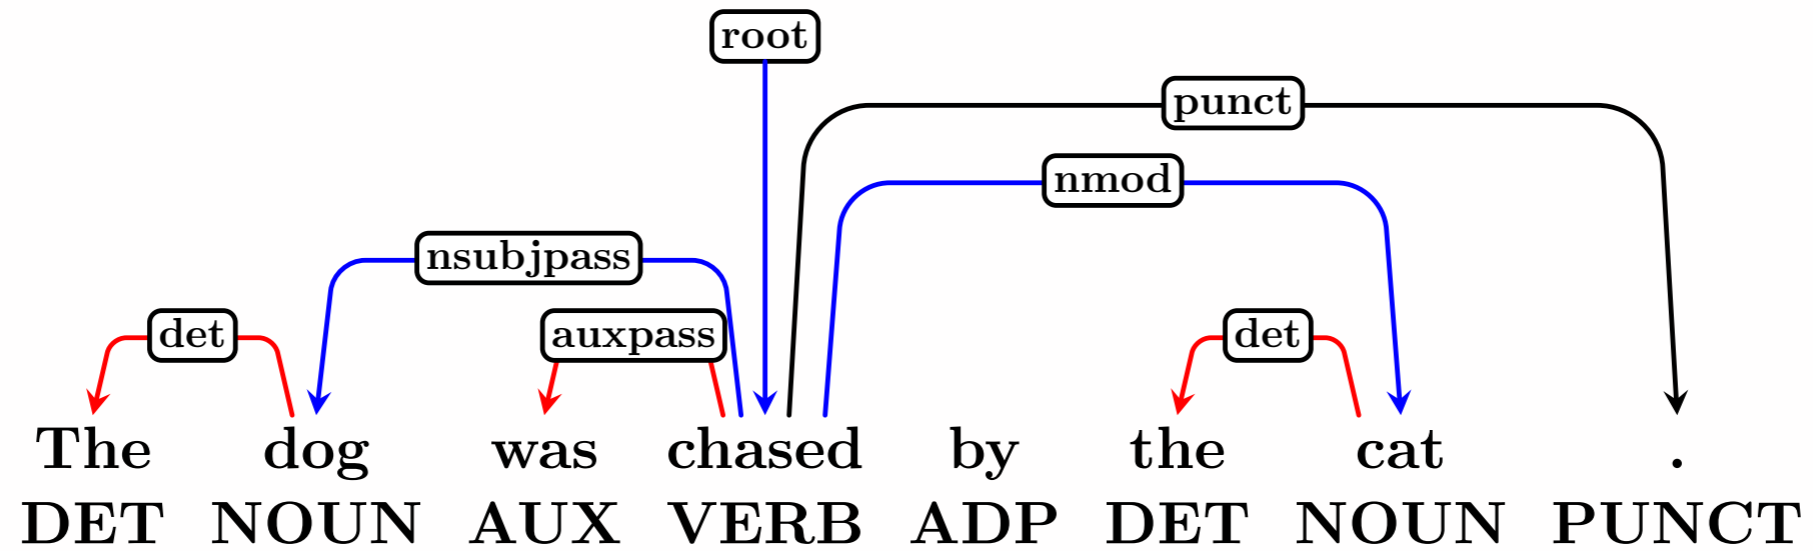 root
punct
nmod
nsubjpass
det auxpass det
The dog was chased by the cat .
DET NOUN AUX VERB ADP DET NOUN PUNCT